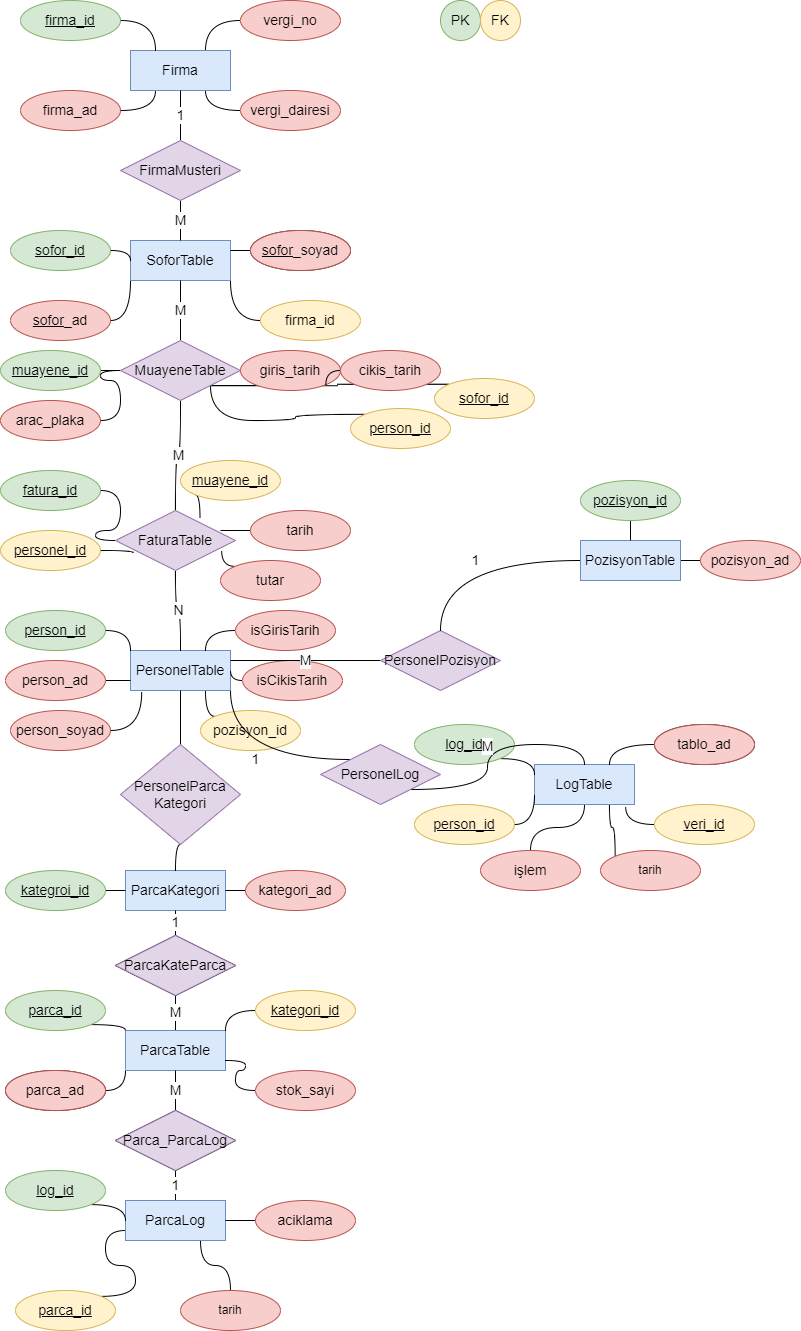 firma_id
vergi_no
PK
FK
Firma
firma_ad
1
vergi_dairesi
FirmaMusteri
M
sofor_id
SoforTable
sofor_soyad
sofor_ad
M
firma_id
muayene_id
MuayeneTable
giris_tarih
cikis_tarih
sofor_id
arac_plaka
person_id
M
muayene_id
fatura_id
pozisyon_id
tarih
FaturaTable
personel_id
1
PozisyonTable
pozisyon_ad
tutar
N
person_id
isGirisTarih
PersonelTable
M
PersonelPozisyon
person_ad
isCikisTarih
person_soyad
pozisyon_id
log_id
M
tablo_ad
1
PersonelLog
LogTable
PersonelParca
Kategori
person_id
veri_id
işlem
tarih
kategroi_id
ParcaKategori
kategori_ad
1
ParcaKateParca
parca_id
M
kategori_id
ParcaTable
parca_ad
M
stok_sayi
Parca_ParcaLog
1
log_id
ParcaLog
aciklama
parca_id
tarih